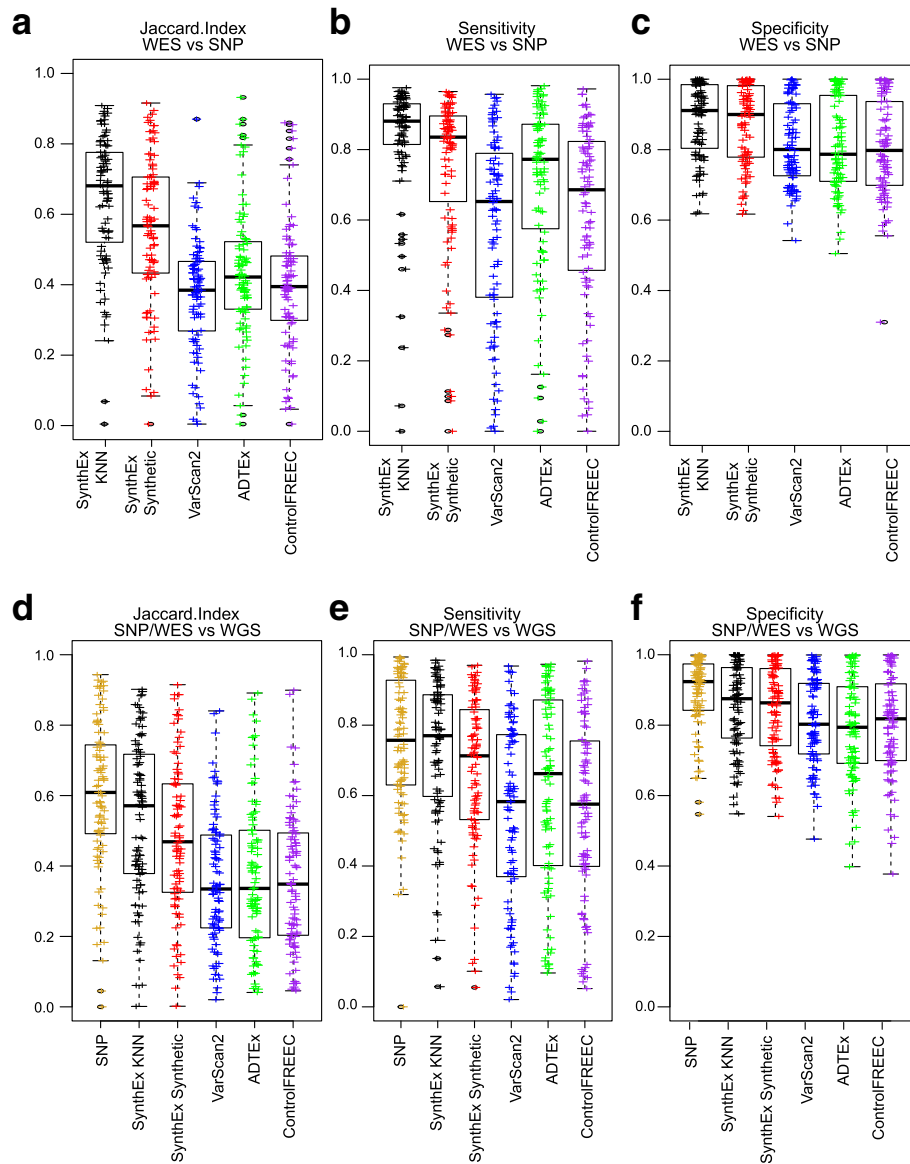 a
Jaccard.Index
WES vs SNP
1.0
0.8
0.6
0.4
0.2
0.0
SynthEx
KNN
SynthEx
Synthetic
VarScan2
ADTEx
ControlFREEC
b
Sensitivity
WES vs SNP
1.0
0.8
0.6
0.4
0.2
0.0
SynthEx
KNN
SynthEx
Synthetic
VarScan2
ADTEx
ControlFREEC
c
Specificity
WES vs SNP
1.0
0.8
0.6
0.4
0.2
0.0
SynthEx
KNN
SynthEx
Synthetic
VarScan2
ADTEx
ControlFREEC
d
Jaccard.Index
SNP/WES vs WGS
1.0
0.8
0.6
0.4
0.2
0.0
SNP
SynthEx KNN
SynthEx Synthetic
VarScan2
ADTEx
ControlFREEC
e
Sensitivity
SNP/WES vs WGS
1.0
0.8
0.6
0.4
0.2
0.0
SNP
SynthEx KNN
SynthEx Synthetic
VarScan2
ADTEx
ControlFREEC
f
Specificity
SNP/WES vs WGS
1.0
0.8
0.6
0.4
0.2
0.0
SNP
SynthEx KNN
SynthEx Synthetic
VarScan2
ADTEx
ControlFREEC